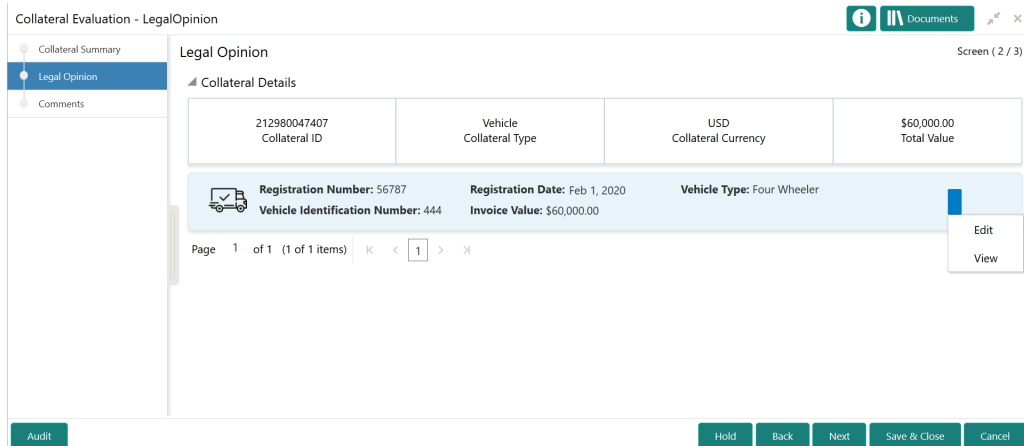 Collateral Evaluation - LegalOpinion
Documents
Collateral Summary
Legal Opinion
Comments
Legal Opinion
Screen ( 2 / 3)
Collateral Details
212980047407
Collateral ID
Vehicle
Collateral Type
USD
Collateral Currency
$60,000.00
Total Value
Registration Number: 56787
Registration Date: Feb 1, 2020
Vehicle Type: Four Wheeler
Vehicle Identification Number: 444
Invoice Value: $60,000.00
Edit
View
Page 1 of 1 (1 of 1 items) 1
Audit
Hold
Back
Next
Save & Close
Cancel